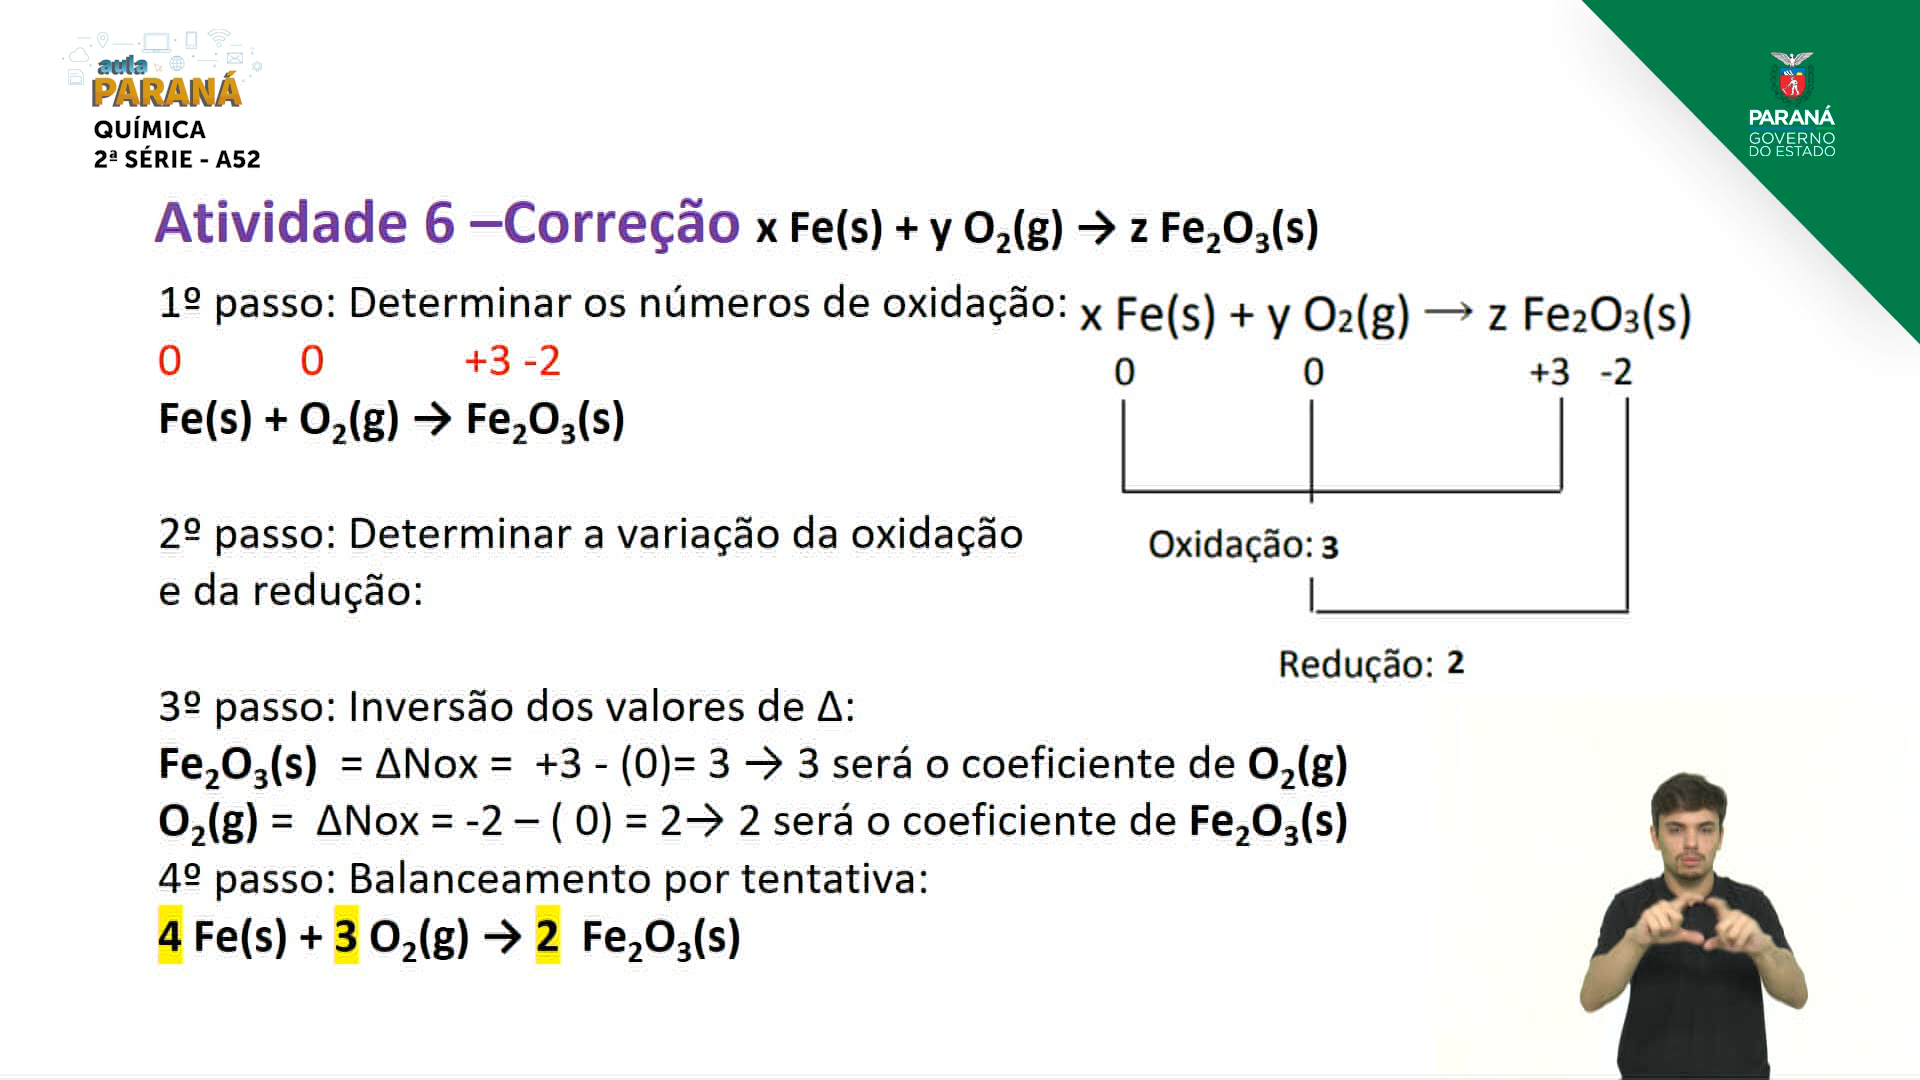 aula
PARANÁ
QUÍMICA
2ª SÉRIE - A52
PARANÁ
GOVERNO
DO ESTADO
Atividade 6 –Correção x Fe(s) + y O₂(g) → z Fe₂O₃(s)
1º passo: Determinar os números de oxidação:
0 0 +3 -2
Fe(s) + O₂(g) → Fe₂O₃(s)
x Fe(s) + y O₂(g) → z Fe₂O₃(s)
0 0 +3 -2
Oxidação: 3
Redução: 2
2º passo: Determinar a variação da oxidação
e da redução:
3º passo: Inversão dos valores de Δ:
Fe₂O₃(s) = ΔNox = +3 - (0)= 3 → 3 será o coeficiente de O₂(g)
O₂(g) = ΔNox = -2 – ( 0) = 2→ 2 será o coeficiente de Fe₂O₃(s)
4º passo: Balanceamento por tentativa:
4 Fe(s) + 3 O₂(g) → 2 Fe₂O₃(s)